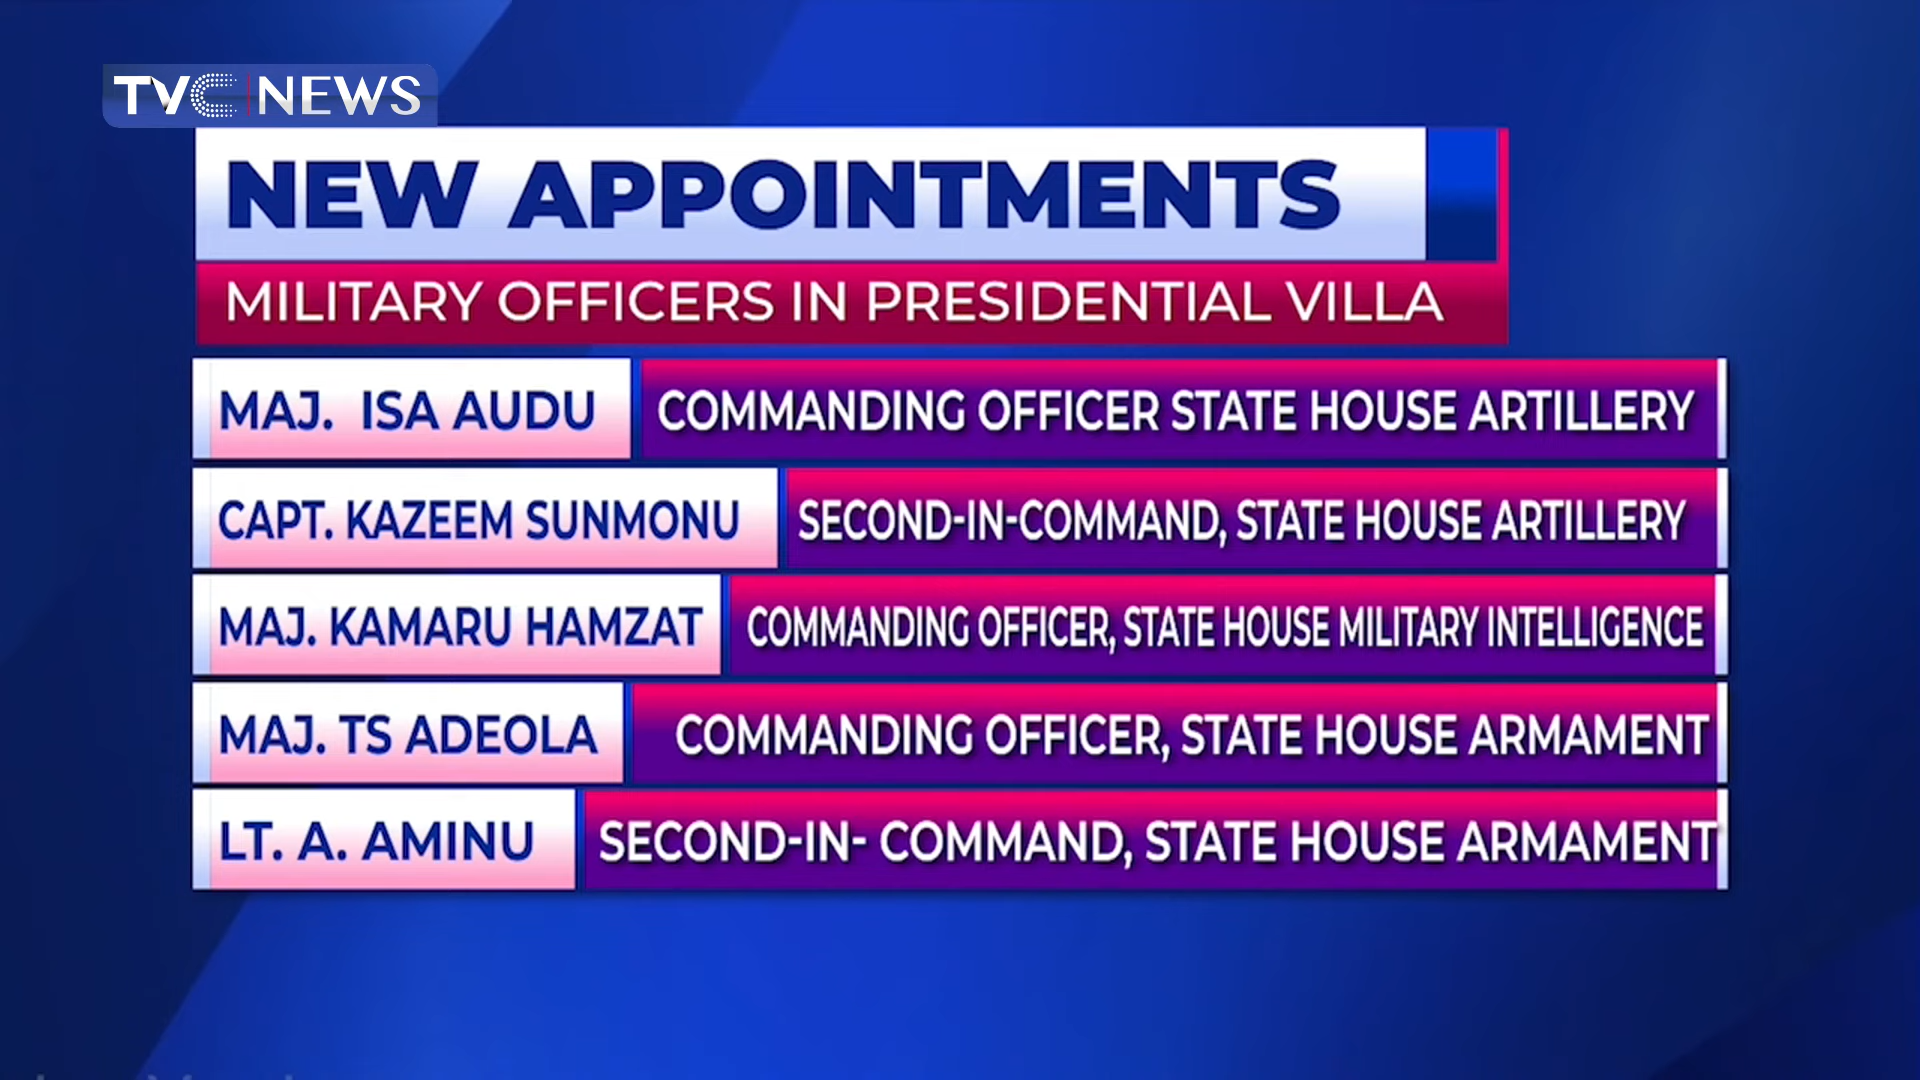 TVC NEWS
NEW APPOINTMENTS
MILITARY OFFICERS IN PRESIDENTIAL VILLA
MAJ. ISA AUDU COMMANDING OFFICER STATE HOUSE ARTILLERY
CAPT. KAZEEM SUNMONU SECOND-IN-COMMAND, STATE HOUSE ARTILLERY
MAJ. KAMARU HAMZAT COMMANDING OFFICER, STATE HOUSE MILITARY INTELLIGENCE
MAJ. TS ADEOLA COMMANDING OFFICER, STATE HOUSE ARMAMENT
LT. A. AMINU SECOND-IN- COMMAND, STATE HOUSE ARMAMENT